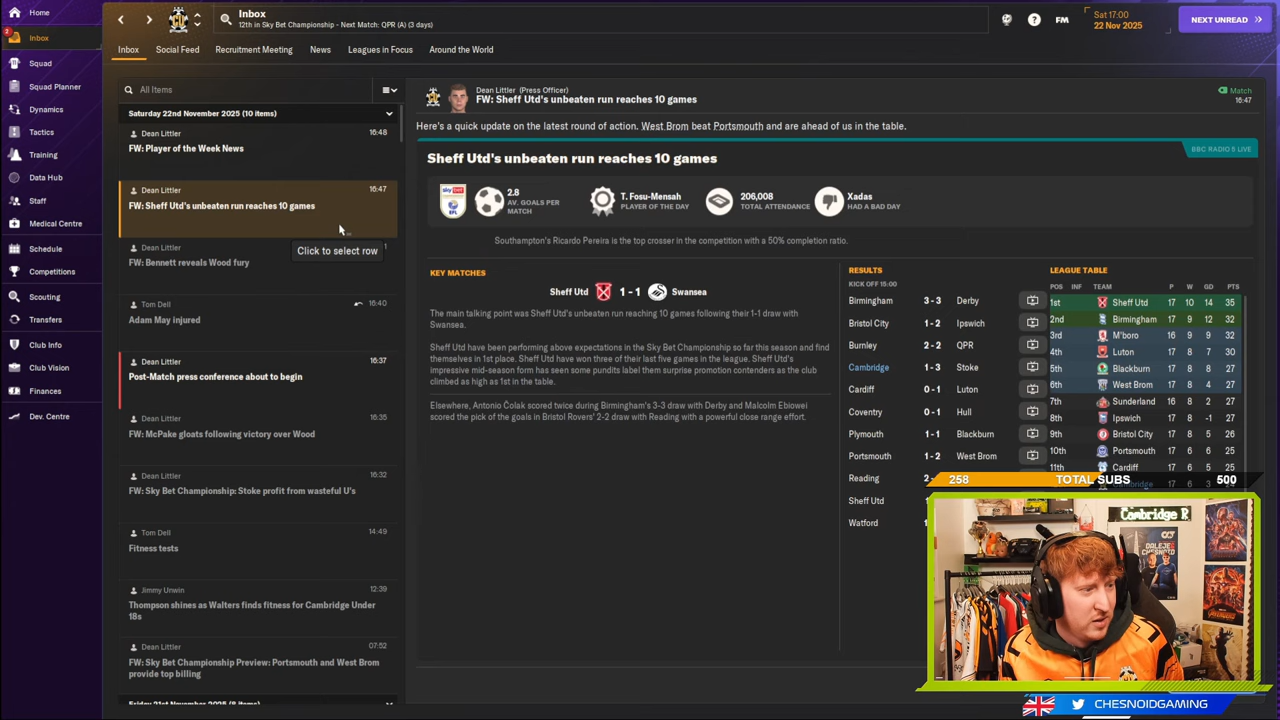 Home
Inbox
Squad
Squad Planner
Dynamics
Tactics
Training
Data Hub
Staff
Medical Centre
Schedule
Competitions
Scouting
Transfers
Club Info
Club Vision
Finances
Dev. Centre
Inbox
12th in Sky Bet Championship - Next Match: QPR (A) (3 days)
FM
Sat 17:00
22 Nov 2025
NEXT UNREAD
Inbox Social Feed Recruitment Meeting News Leagues in Focus Around the World
All Items
Saturday 22nd November 2025 (10 items)
Dean Littler 16:48
FW: Player of the Week News
Dean Littler 16:47
FW: Sheff Utd's unbeaten run reaches 10 games
Click to select row
Dean Littler
FW: Bennett reveals Wood fury
Tom Dell 16:40
Adam May injured
Dean Littler 16:37
Post-Match press conference about to begin
Dean Littler 16:35
FW: McPake gloats following victory over Wood
Dean Littler 16:32
FW: Sky Bet Championship: Stoke profit from wasteful U's
Tom Dell 14:49
Fitness tests
Jimmy Unwin 12:39
Thompson shines as Walters finds fitness for Cambridge Under
18s
Dean Littler 07:52
FW: Sky Bet Championship Preview: Portsmouth and West Brom
provide top billing
Friday 21st November 2025 (8 items)
Dean Littler (Press Officer)
FW: Sheff Utd's unbeaten run reaches 10 games
Match
16:47
Here's a quick update on the latest round of action. West Brom beat Portsmouth and are ahead of us in the table.
BBC RADIO 5 LIVE
Sheff Utd's unbeaten run reaches 10 games
sky bet
EFL
2.8
AV. GOALS PER
MATCH
T. Fosu-Mensah
PLAYER OF THE DAY
206,008
TOTAL ATTENDANCE
Xadas
HAD A BAD DAY
Southampton's Ricardo Pereira is the top crosser in the competition with a 50% completion ratio.
KEY MATCHES
Sheff Utd 1 - 1 Swansea
The main talking point was Sheff Utd's unbeaten run reaching 10 games following their 1-1 draw with
Swansea.
Sheff Utd have been performing above expectations in the Sky Bet Championship so far this season and find
themselves in 1st place. Sheff Utd have won three of their last five games in the league. Sheff Utd's
impressive mid-season form has seen some pundits label them surprise promotion contenders as the club
climbed as high as 1st in the table.
Elsewhere, Antonio Čolak scored twice during Birmingham's 3-3 draw with Derby and Malcolm Ebiowei
scored the pick of the goals in Bristol Rovers' 2-2 draw with Reading with a powerful close range effort.
RESULTS
KICK OFF 15:00
Birmingham 3 - 3 Derby
Bristol City 1 - 2 Ipswich
Burnley 2 - 2 QPR
Cambridge 1 - 3 Stoke
Cardiff 0 - 1 Luton
Coventry 0 - 1 Hull
Plymouth 1 - 1 Blackburn
Portsmouth 1 - 2 West Brom
Reading 2 -
Sheff Utd
Watford
LEAGUE TABLE
POS INF TEAM P W GD PTS
1st Sheff Utd 17 10 14 35
2nd Birmingham 17 9 12 32
3rd M'boro 16 9 9 32
4th Luton 17 8 7 30
5th Blackburn 17 8 8 27
6th West Brom 17 8 4 27
7th Sunderland 16 8 2 27
8th Ipswich 17 8 -1 27
9th Bristol City 17 8 5 26
10th Portsmouth 17 6 6 25
11th Cardiff 17 6 5 25
Cambridge 17 6 3
258 TOTAL SUBS 500
Cambridge
DALEJE
CHESNOID
AVENGERS
CHESNOIDGAMING